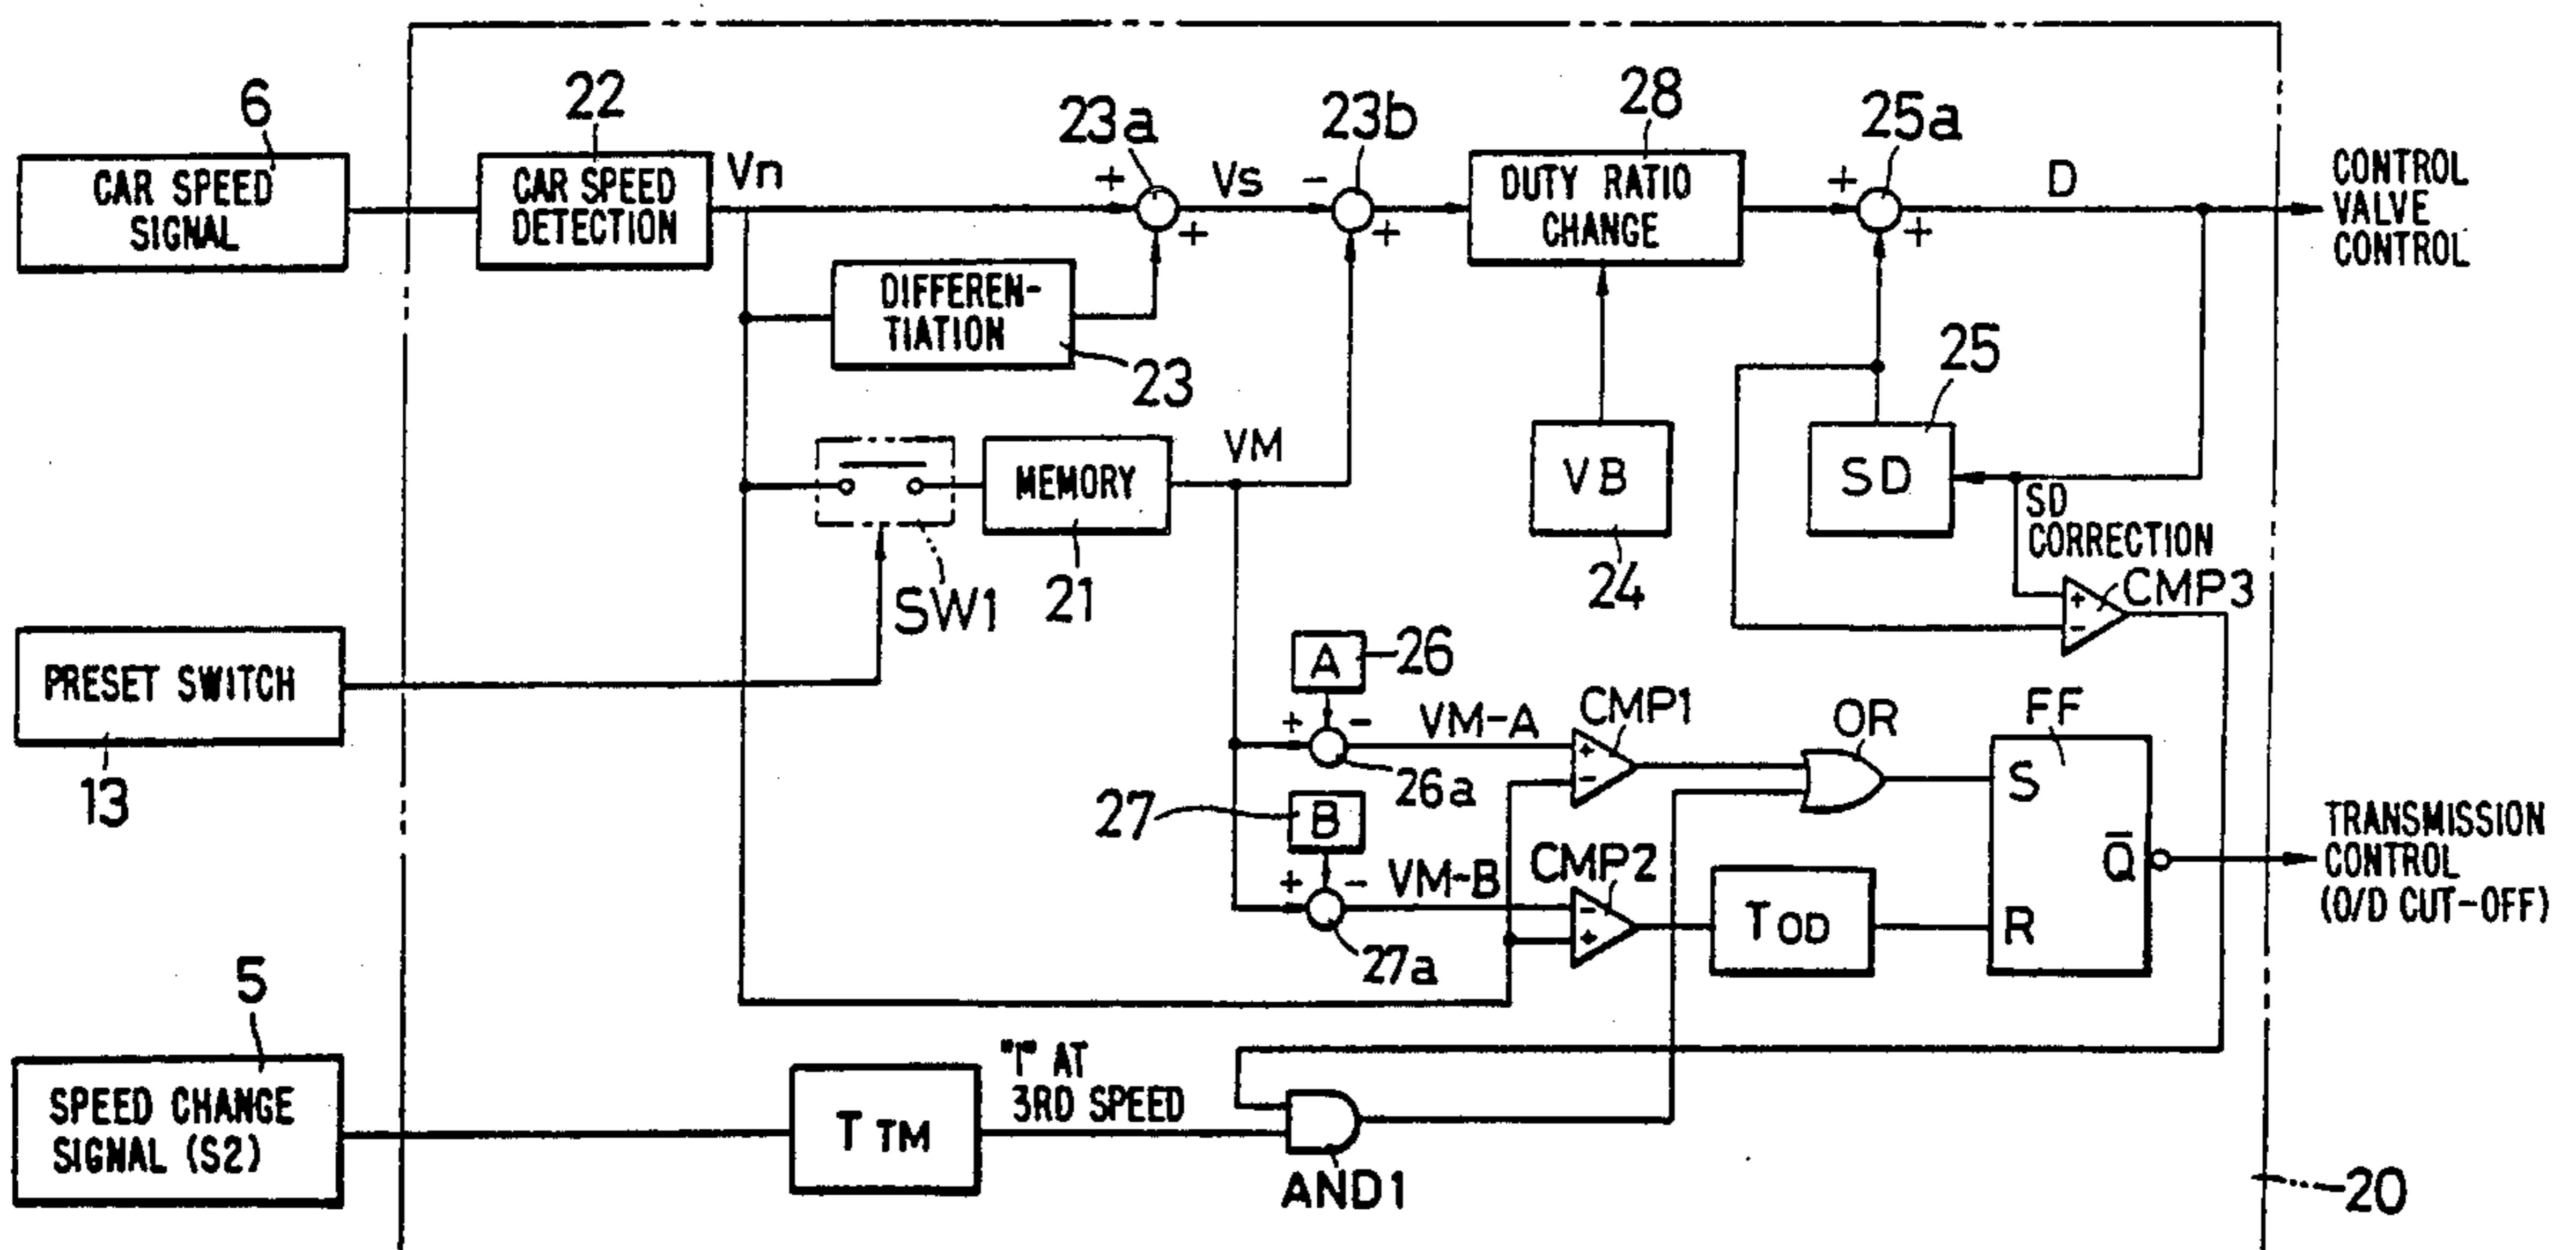 6
22
23a
23b
28
25a
CAR SPEED
SIGNAL
CAR SPEED
DETECTION
Vn
+
+
Vs
-
+
DUTY RATIO
CHANGE
+
+
D
CONTROL
VALVE
CONTROL
DIFFEREN-
TIATION
23
25
VM
MEMORY
21
SW1
VB
24
SD
SD
CORRECTION
CMP3
+
-
PRESET SWITCH
13
A
26
+
-
VM-A
26a
CMP1
+
-
OR
FF
S
27
B
+
-
VM-B
27a
CMP2
-
+
TOD
R
Q̅
TRANSMISSION
CONTROL
(O/D CUT-OFF)
5
SPEED CHANGE
SIGNAL (S2)
T TM
"1" AT
3RD SPEED
AND1
20